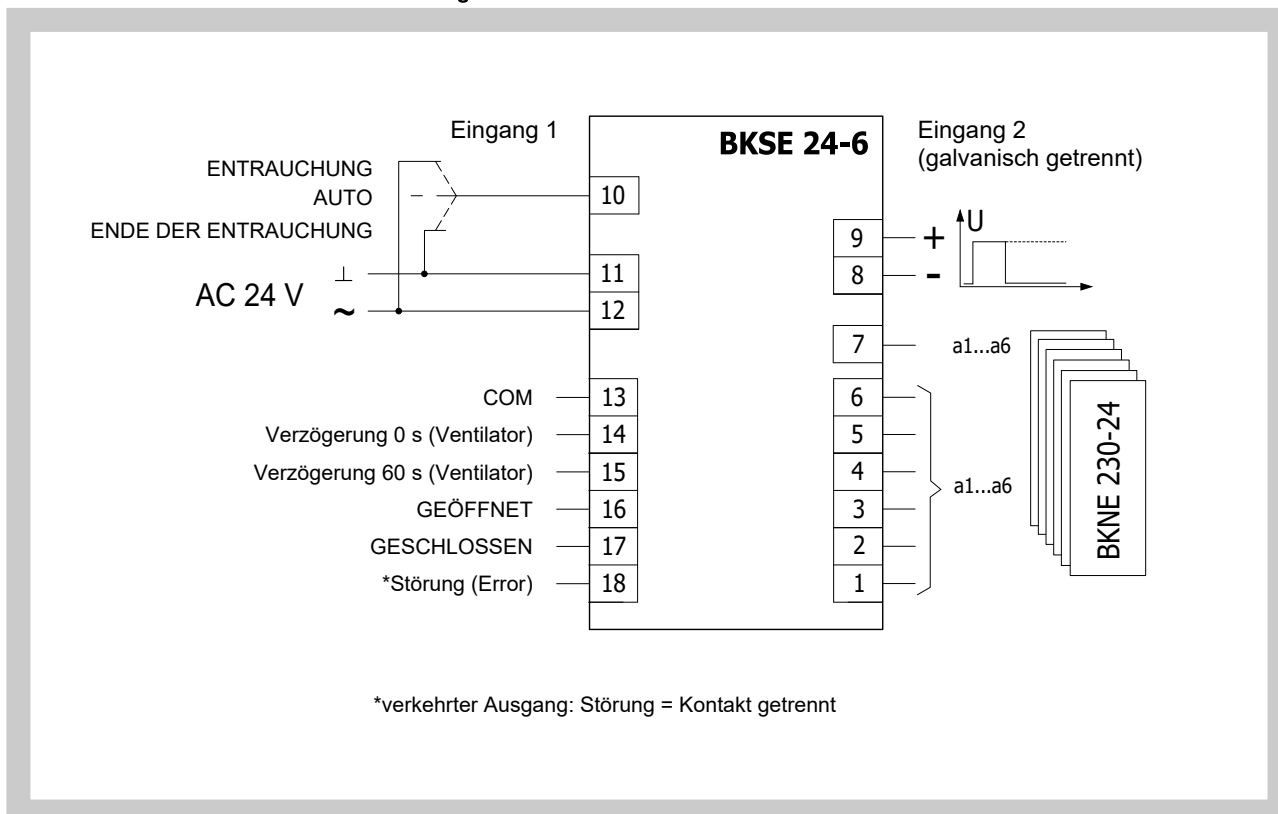 g
Eingang 1
BKSE 24-6
Eingang 2
(galvanisch getrennt)
ENTRAUCHUNG
AUTO
ENDE DER ENTRAUCHUNG
AC 24 V
⊥
~
10
11
12
9
8
+
-
U
7
a1...a6
COM
13
Verzögerung 0 s (Ventilator)
14
Verzögerung 60 s (Ventilator)
15
GEÖFFNET
16
GESCHLOSSEN
17
*Störung (Error)
18
6
5
4
3
2
1
a1...a6
BKNE 230-24
*verkehrter Ausgang: Störung = Kontakt getrennt